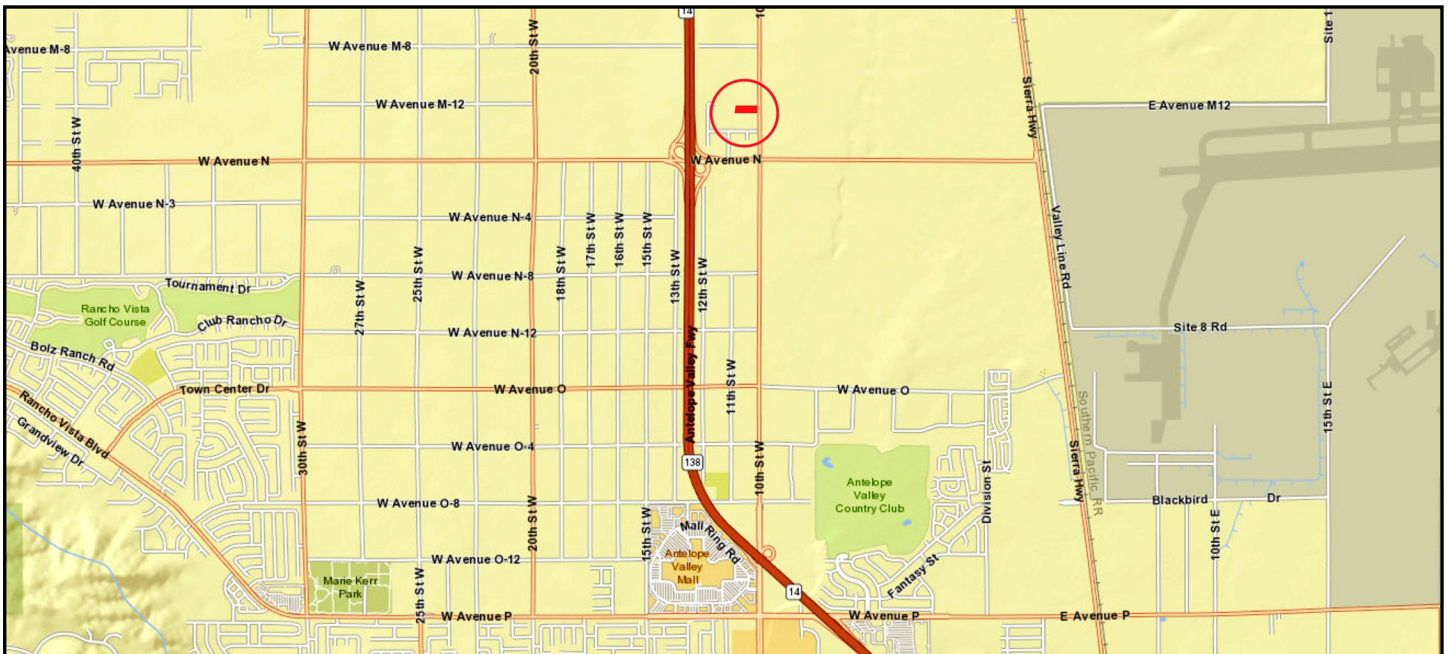 14
10
Site 1
Avenue M-8
W Avenue M-8
20th St W
W Avenue M-12
Sierra Hwy
E Avenue M12
40th St W
W Avenue N
W Avenue N
W Avenue N-3
W Avenue N-4
17th St W
16th St W
15th St W
Valley Line Rd
25th St W
18th St W
13th St W
12th St W
W Avenue N-8
Tournament Dr
27th St W
Rancho Vista
Golf Course
Club Rancho Dr
W Avenue N-12
Site 8 Rd
Bolz Ranch Rd
Antelope Valley Fwy
11th St W
Town Center Dr
W Avenue O
W Avenue O
Rancho Vista Blvd
Grandview Dr
30th St W
W Avenue O-4
138
10th St W
Southern Pacific RR
Sierra Hwy
15th St E
Antelope
Valley
Country Club
Division St
W Avenue O-8
Blackbird Dr
20th St W
15th St W
Mall Ring Rd
10th St E
W Avenue O-12
Antelope
Valley
Mall
Fantasy St
Marie Kerr
Park
25th St W
14
W Avenue P
W Avenue P
E Avenue P